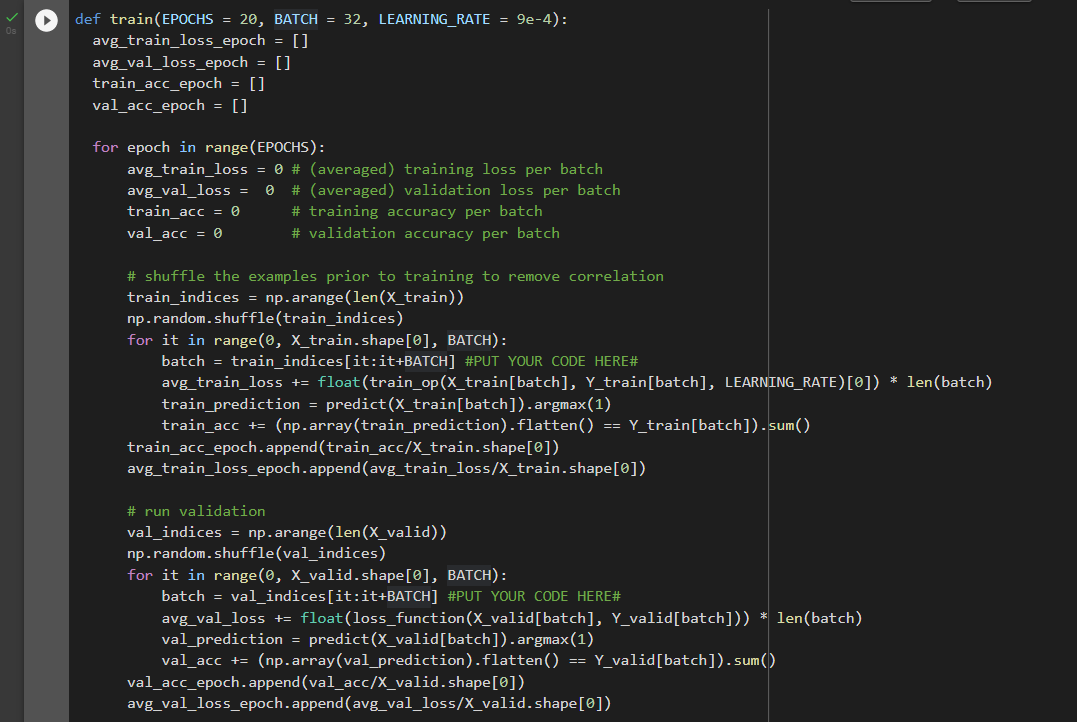 def train(EPOCHS = 20, BATCH = 32, LEARNING_RATE = 9e-4):
  avg_train_loss_epoch = []
  avg_val_loss_epoch = []
  train_acc_epoch = []
  val_acc_epoch = []

  for epoch in range(EPOCHS):
      avg_train_loss = 0 # (averaged) training loss per batch
      avg_val_loss =  0  # (averaged) validation loss per batch
      train_acc = 0      # training accuracy per batch
      val_acc = 0        # validation accuracy per batch

      # shuffle the examples prior to training to remove correlation
      train_indices = np.arange(len(X_train))
      np.random.shuffle(train_indices)
      for it in range(0, X_train.shape[0], BATCH):
          batch = train_indices[it:it+BATCH] #PUT YOUR CODE HERE#
          avg_train_loss += float(train_op(X_train[batch], Y_train[batch], LEARNING_RATE)[0]) * len(batch)
          train_prediction = predict(X_train[batch]).argmax(1)
          train_acc += (np.array(train_prediction).flatten() == Y_train[batch]).sum()
      train_acc_epoch.append(train_acc/X_train.shape[0])
      avg_train_loss_epoch.append(avg_train_loss/X_train.shape[0])

      # run validation
      val_indices = np.arange(len(X_valid))
      np.random.shuffle(val_indices)
      for it in range(0, X_valid.shape[0], BATCH):
          batch = val_indices[it:it+BATCH] #PUT YOUR CODE HERE#
          avg_val_loss += float(loss_function(X_valid[batch], Y_valid[batch])) * len(batch)
          val_prediction = predict(X_valid[batch]).argmax(1)
          val_acc += (np.array(val_prediction).flatten() == Y_valid[batch]).sum()
      val_acc_epoch.append(val_acc/X_valid.shape[0])
      avg_val_loss_epoch.append(avg_val_loss/X_valid.shape[0])
0s